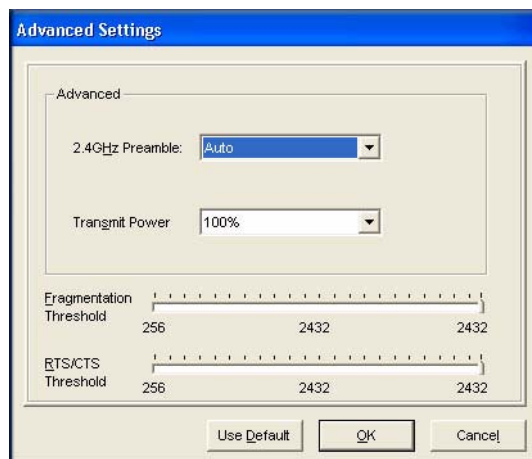 Advanced Settings
Advanced
2.4GHz Preamble: Auto
Transmit Power 100%
Fragmentation
Threshold
256 2432 2432
RTS/CTS
Threshold
256 2432 2432
Use Default OK Cancel